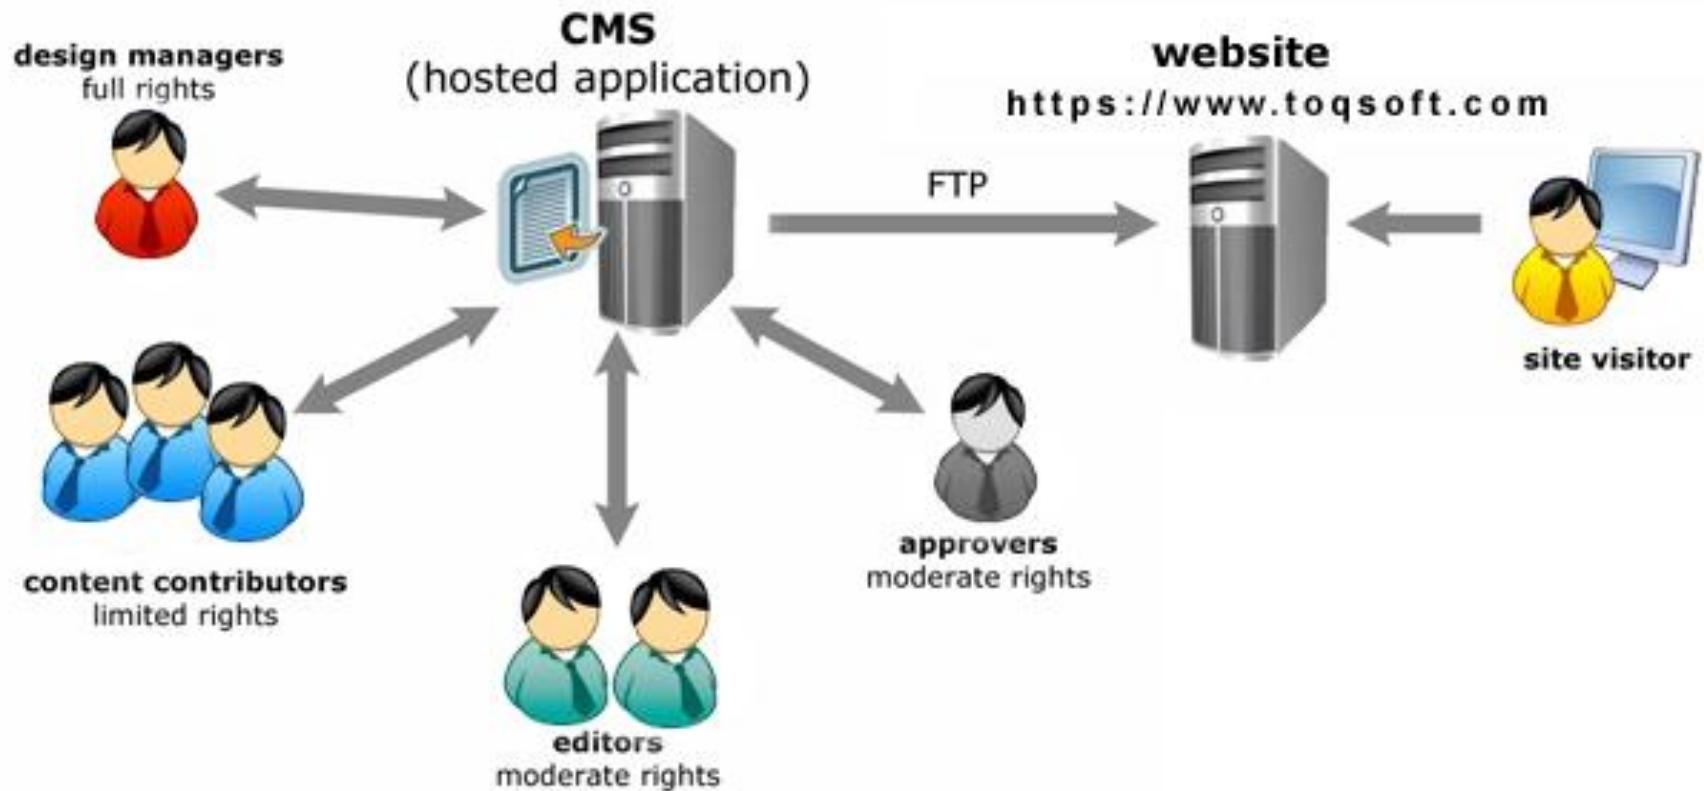 design managers
full rights
CMS
(hosted application)
website
https://www.toqsoft.com
FTP
site visitor
content contributors
limited rights
approvers
moderate rights
editors
moderate rights